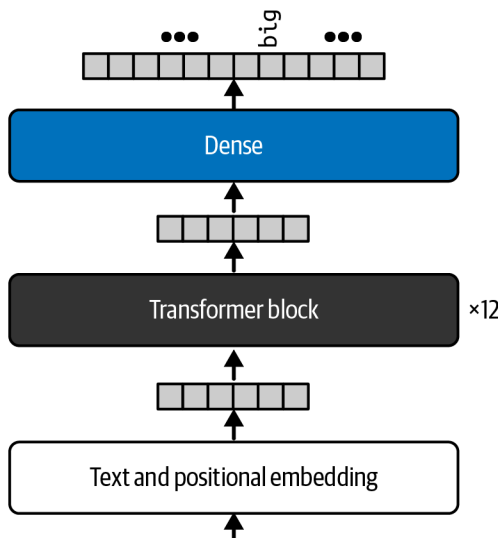 big
Dense
Transformer block
×12
Text and positional embedding